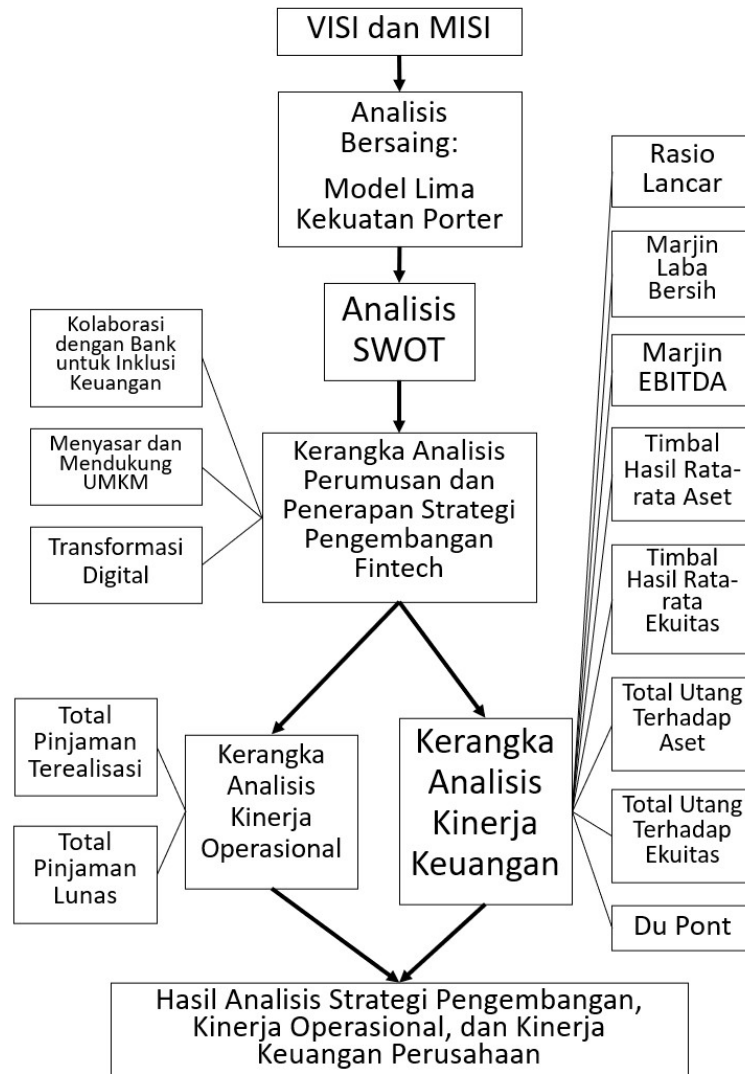 VISI dan MISI
Analisis
Bersaing:
Model Lima
Kekuatan Porter
Analisis
SWOT
Kolaborasi
dengan Bank
untuk Inklusi
Keuangan
Menyasar dan
Mendukung
UMKM
Transformasi
Digital
Kerangka Analisis
Perumusan dan
Penerapan Strategi
Pengembangan
Fintech
Total
Pinjaman
Terealisasi
Total
Pinjaman
Lunas
Kerangka
Analisis
Kinerja
Operasional
Kerangka
Analisis
Kinerja
Keuangan
Rasio
Lancar
Marjin
Laba
Bersih
Marjin
EBITDA
Timbal
Hasil Rata-
rata Aset
Timbal
Hasil Rata-
rata
Ekuitas
Total Utang
Terhadap
Aset
Total Utang
Terhadap
Ekuitas
Du Pont
Hasil Analisis Strategi Pengembangan,
Kinerja Operasional, dan Kinerja
Keuangan Perusahaan